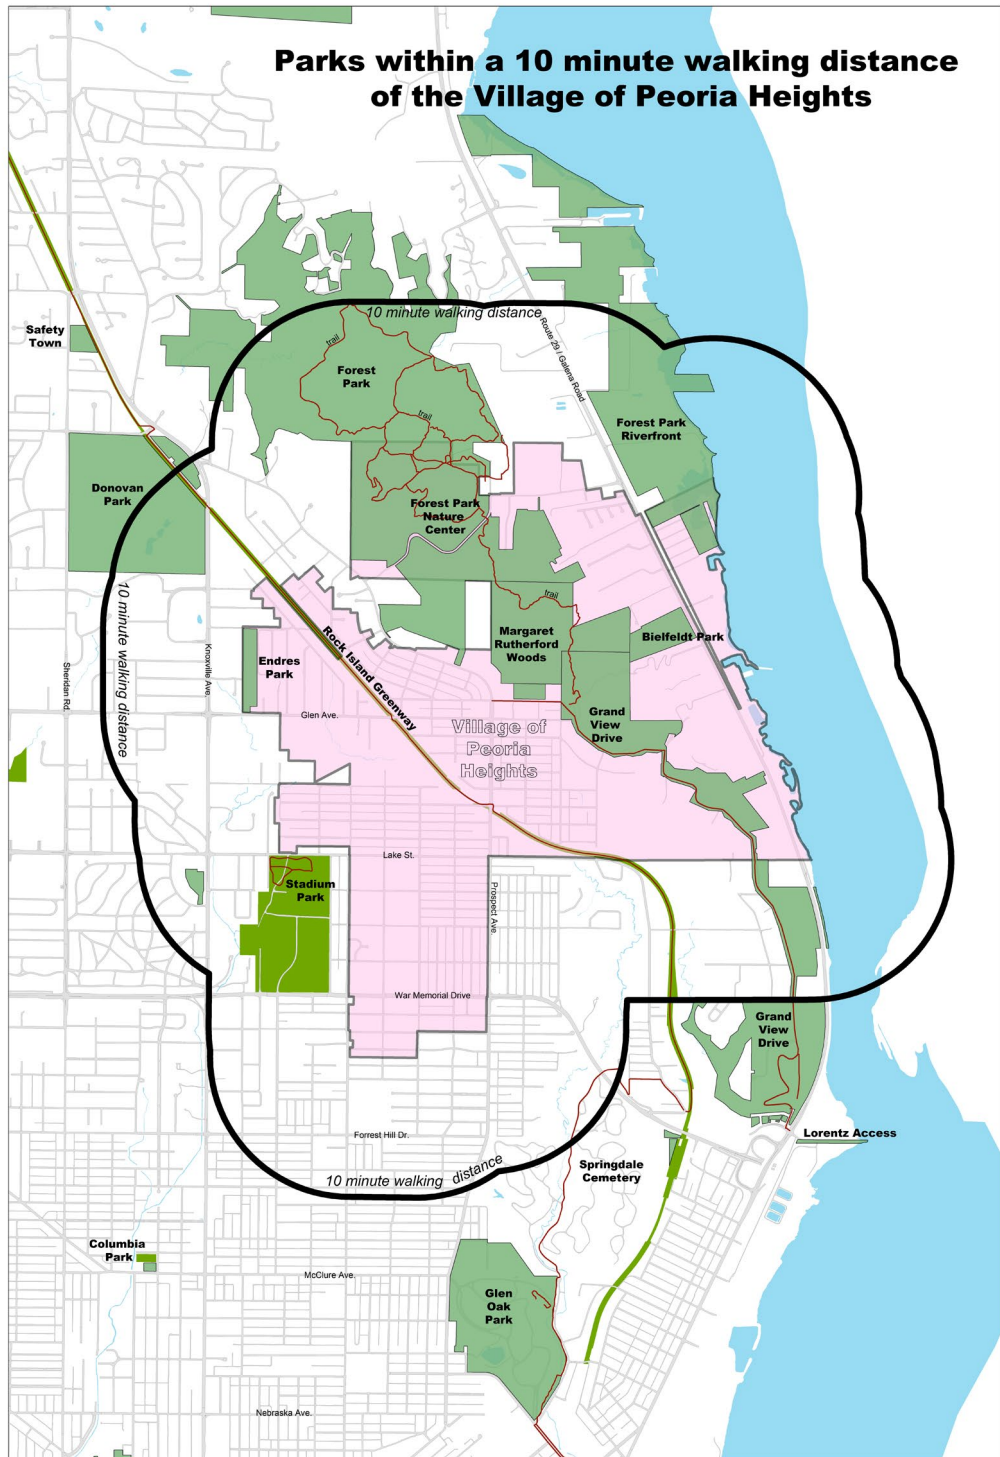 Parks within a 10 minute walking distance
of the Village of Peoria Heights
10 minute walking distance
Route 29 / Galena Road
Safety
Town
trail
Forest
Park
trail
Forest Park
Riverfront
Donovan
Park
Forest Park
Nature
Center
10 minute walking distance
trail
Margaret
Rutherford
Woods
Bielfeldt Park
Rock Island Greenway
Knoxville Ave.
Sheridan Rd.
Endres
Park
Glen Ave.
Village of
Peoria
Heights
Grand
View
Drive
Lake St.
Stadium
Park
Prospect Ave.
War Memorial Drive
Grand
View
Drive
Forrest Hill Dr.
Lorentz Access
10 minute walking distance
Springdale
Cemetery
Columbia
Park
McClure Ave.
Glen
Oak
Park
Nebraska Ave.